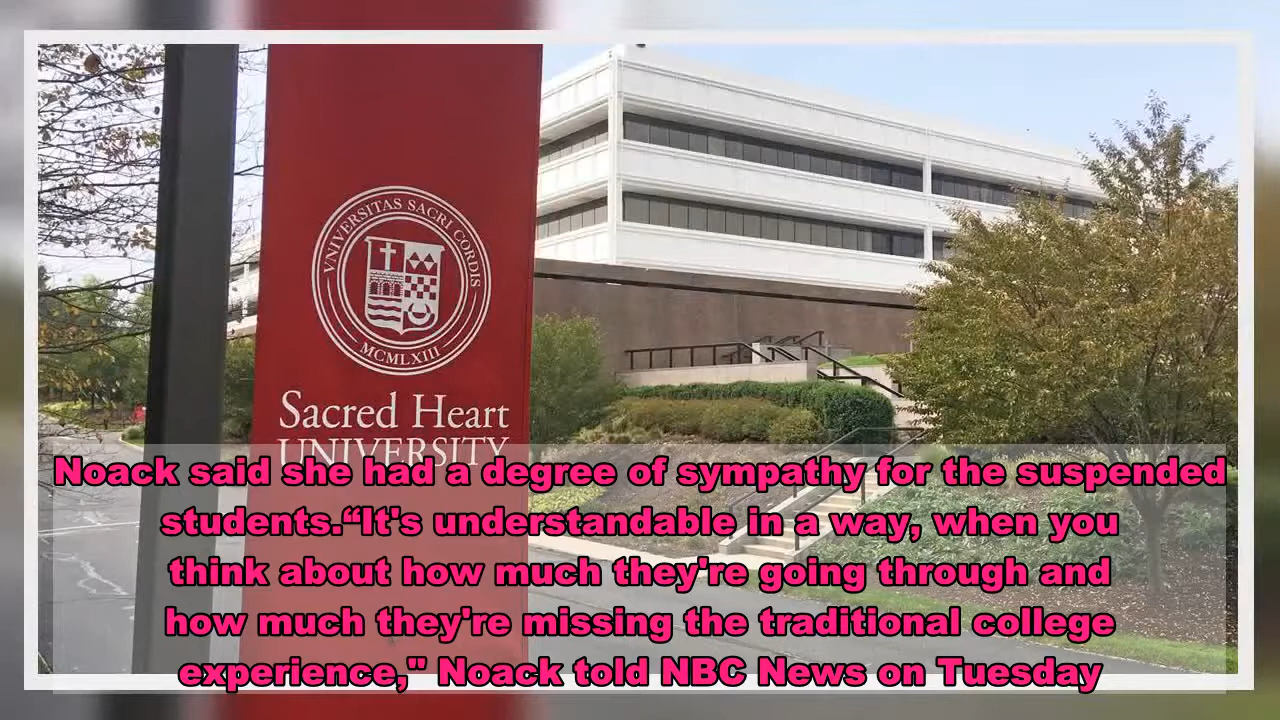 VNIVERSITAS SACRI CORDIS
MCMLXIII
Sacred Heart
UNIVERSITY
Noack said she had a degree of sympathy for the suspended
students.“It's understandable in a way, when you
think about how much they're going through and
how much they're missing the traditional college
experience," Noack told NBC News on Tuesday